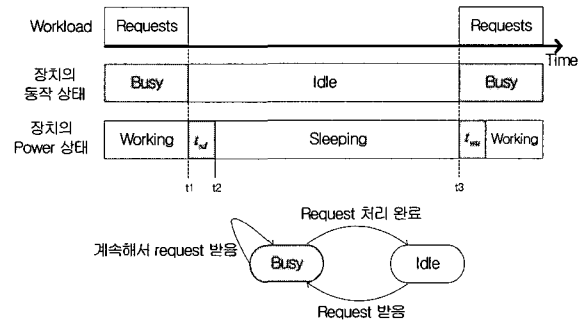 Workload Requests Requests
Time
장치의
동작 상태 Busy Idle Busy
장치의
Power 상태 Working t_sd Sleeping t_wu Working
t1 t2 t3
Request 처리 완료
계속해서 request 받음 Busy Idle
Request 받음